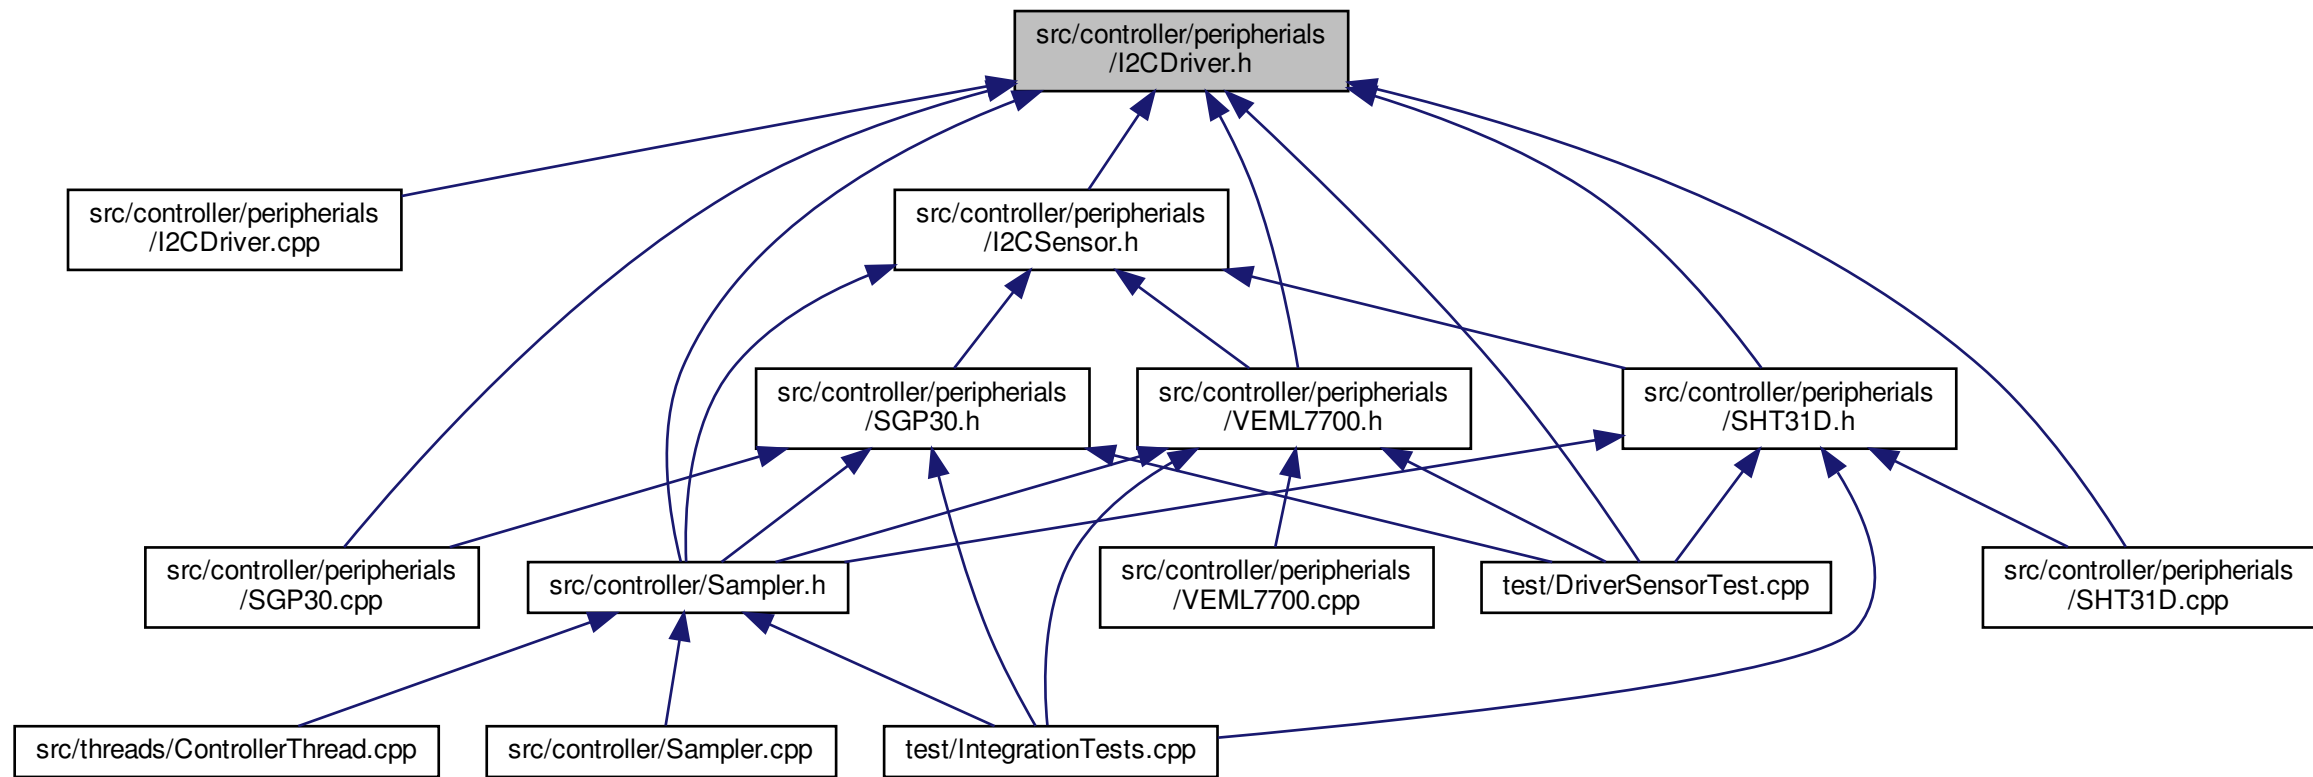 src/controller/peripherials
/I2CDriver.h
src/controller/peripherials
/I2CDriver.cpp
src/controller/peripherials
/I2CSensor.h
src/controller/peripherials
/SGP30.h
src/controller/peripherials
/VEML7700.h
src/controller/peripherials
/SHT31D.h
src/controller/peripherials
/SGP30.cpp
src/controller/Sampler.h
src/controller/peripherials
/VEML7700.cpp
test/DriverSensorTest.cpp
src/controller/peripherials
/SHT31D.cpp
src/threads/ControllerThread.cpp
src/controller/Sampler.cpp
test/IntegrationTests.cpp